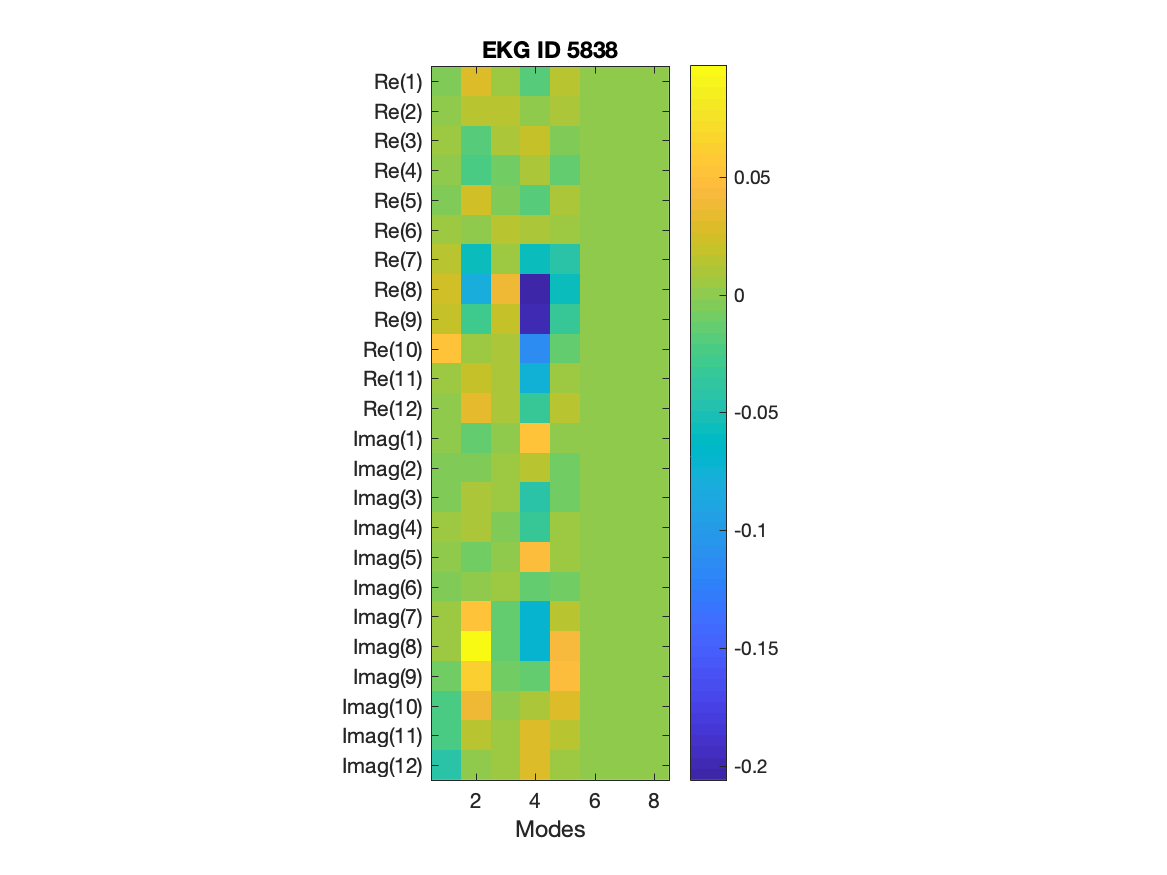 EKG ID 5838
Re(1)
Re(2)
Re(3)
Re(4)
Re(5)
Re(6)
Re(7)
Re(8)
Re(9)
Re(10)
Re(11)
Re(12)
Imag(1)
Imag(2)
Imag(3)
Imag(4)
Imag(5)
Imag(6)
Imag(7)
Imag(8)
Imag(9)
Imag(10)
Imag(11)
Imag(12)
2 4 6 8
Modes
0.05
0
-0.05
-0.1
-0.15
-0.2